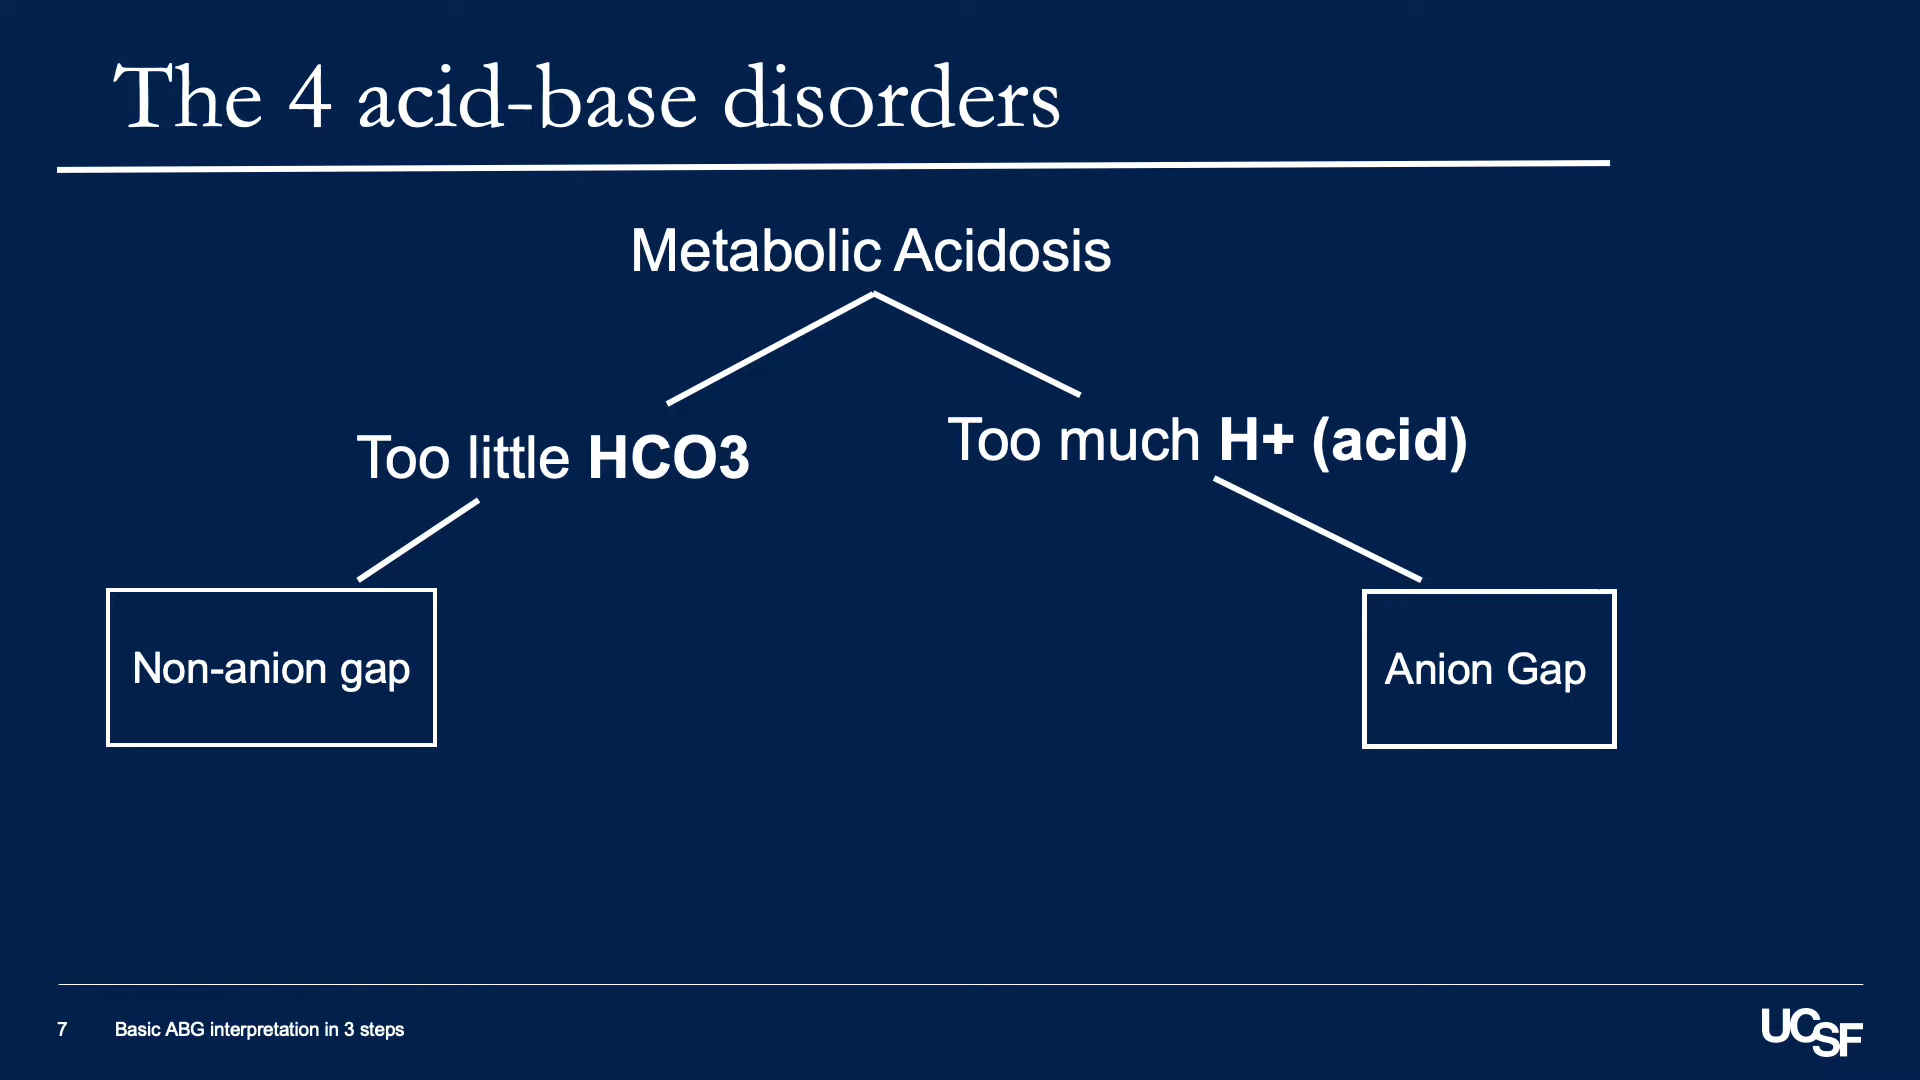 The 4 acid-base disorders
Metabolic Acidosis
Too little HCO3
Too much H+ (acid)
Non-anion gap
Anion Gap
7 Basic ABG interpretation in 3 steps
UCSF